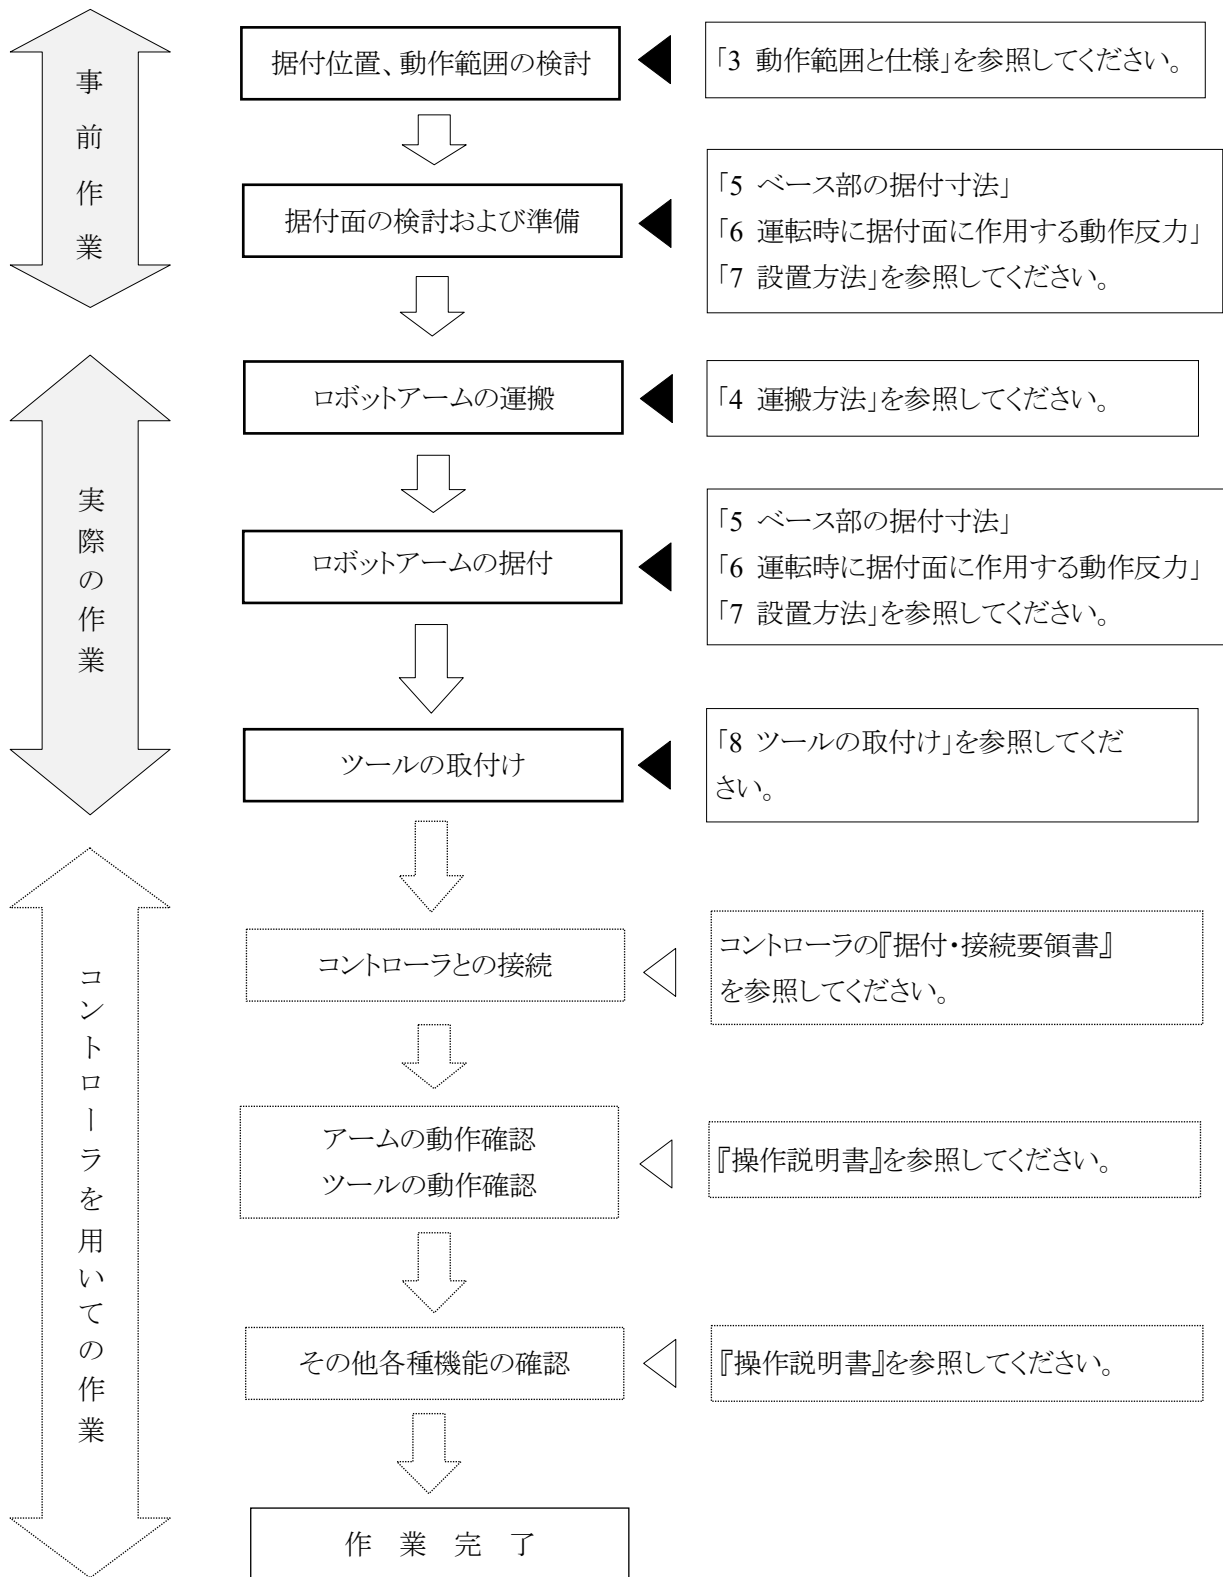 事前作業
据付位置、動作範囲の検討
「3 動作範囲と仕様」を参照してください。
据付面の検討および準備
「5 ベース部の据付寸法」
「6 運転時に据付面に作用する動作反力」
「7 設置方法」を参照してください。
実際の作業
ロボットアームの運搬
「4 運搬方法」を参照してください。
ロボットアームの据付
「5 ベース部の据付寸法」
「6 運転時に据付面に作用する動作反力」
「7 設置方法」を参照してください。
ツールの取付け
「8 ツールの取付け」を参照してくだ
さい。
コントローラを用いての作業
コントローラとの接続
コントローラの『据付・接続要領書』
を参照してください。
アームの動作確認
ツールの動作確認
『操作説明書』を参照してください。
その他各種機能の確認
『操作説明書』を参照してください。
作 業 完 了